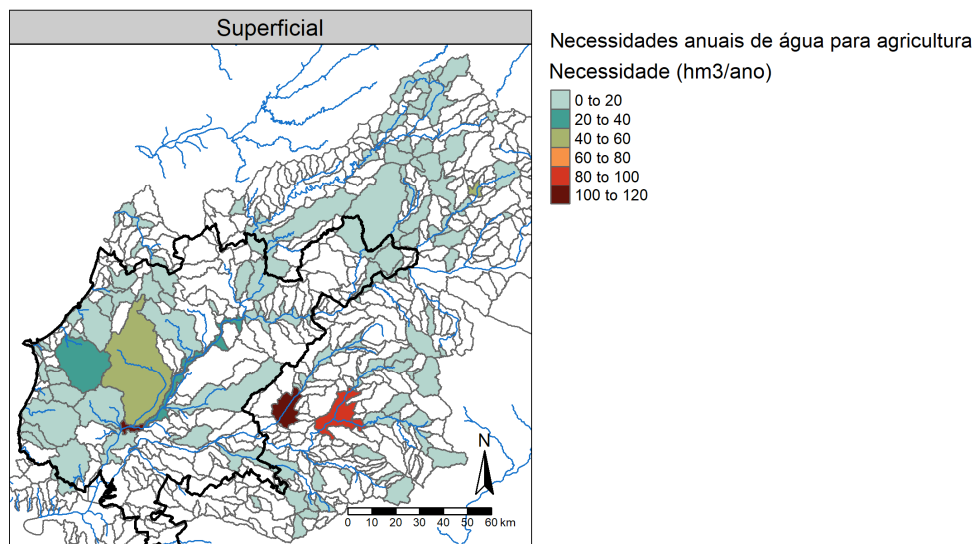 Superficial
Necessidades anuais de água para agricultura
Necessidade (hm3/ano)
0 to 20
20 to 40
40 to 60
60 to 80
80 to 100
100 to 120
N
0 10 20 30 40 50 60 km